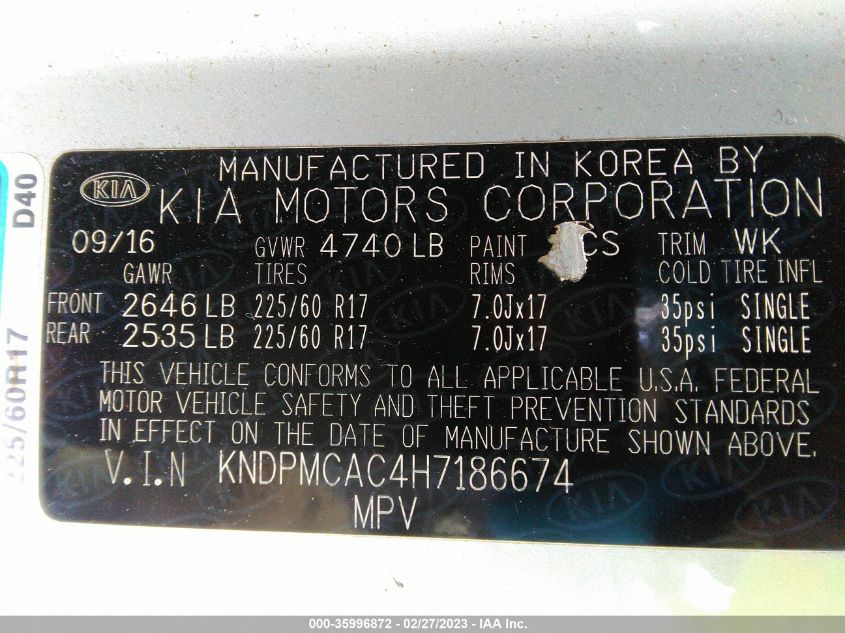 MANUFACTURED IN KOREA BY
KIA KIA MOTORS CORPORATION
09/16 GVWR 4740 LB PAINT CS TRIM WK
GAWR TIRES RIMS COLD TIRE INFL
FRONT 2646 LB 225/60 R17 7.0Jx17 35psi SINGLE
REAR 2535 LB 225/60 R17 7.0Jx17 35psi SINGLE
THIS VEHICLE CONFORMS TO ALL APPLICABLE U.S.A. FEDERAL
MOTOR VEHICLE SAFETY AND THEFT PREVENTION STANDARDS
IN EFFECT ON THE DATE OF MANUFACTURE SHOWN ABOVE.
V.I.N KNDPMCAC4H7186674
MPV
D40
225/60R17
000-35996872 - 02/27/2023 - IAA Inc.